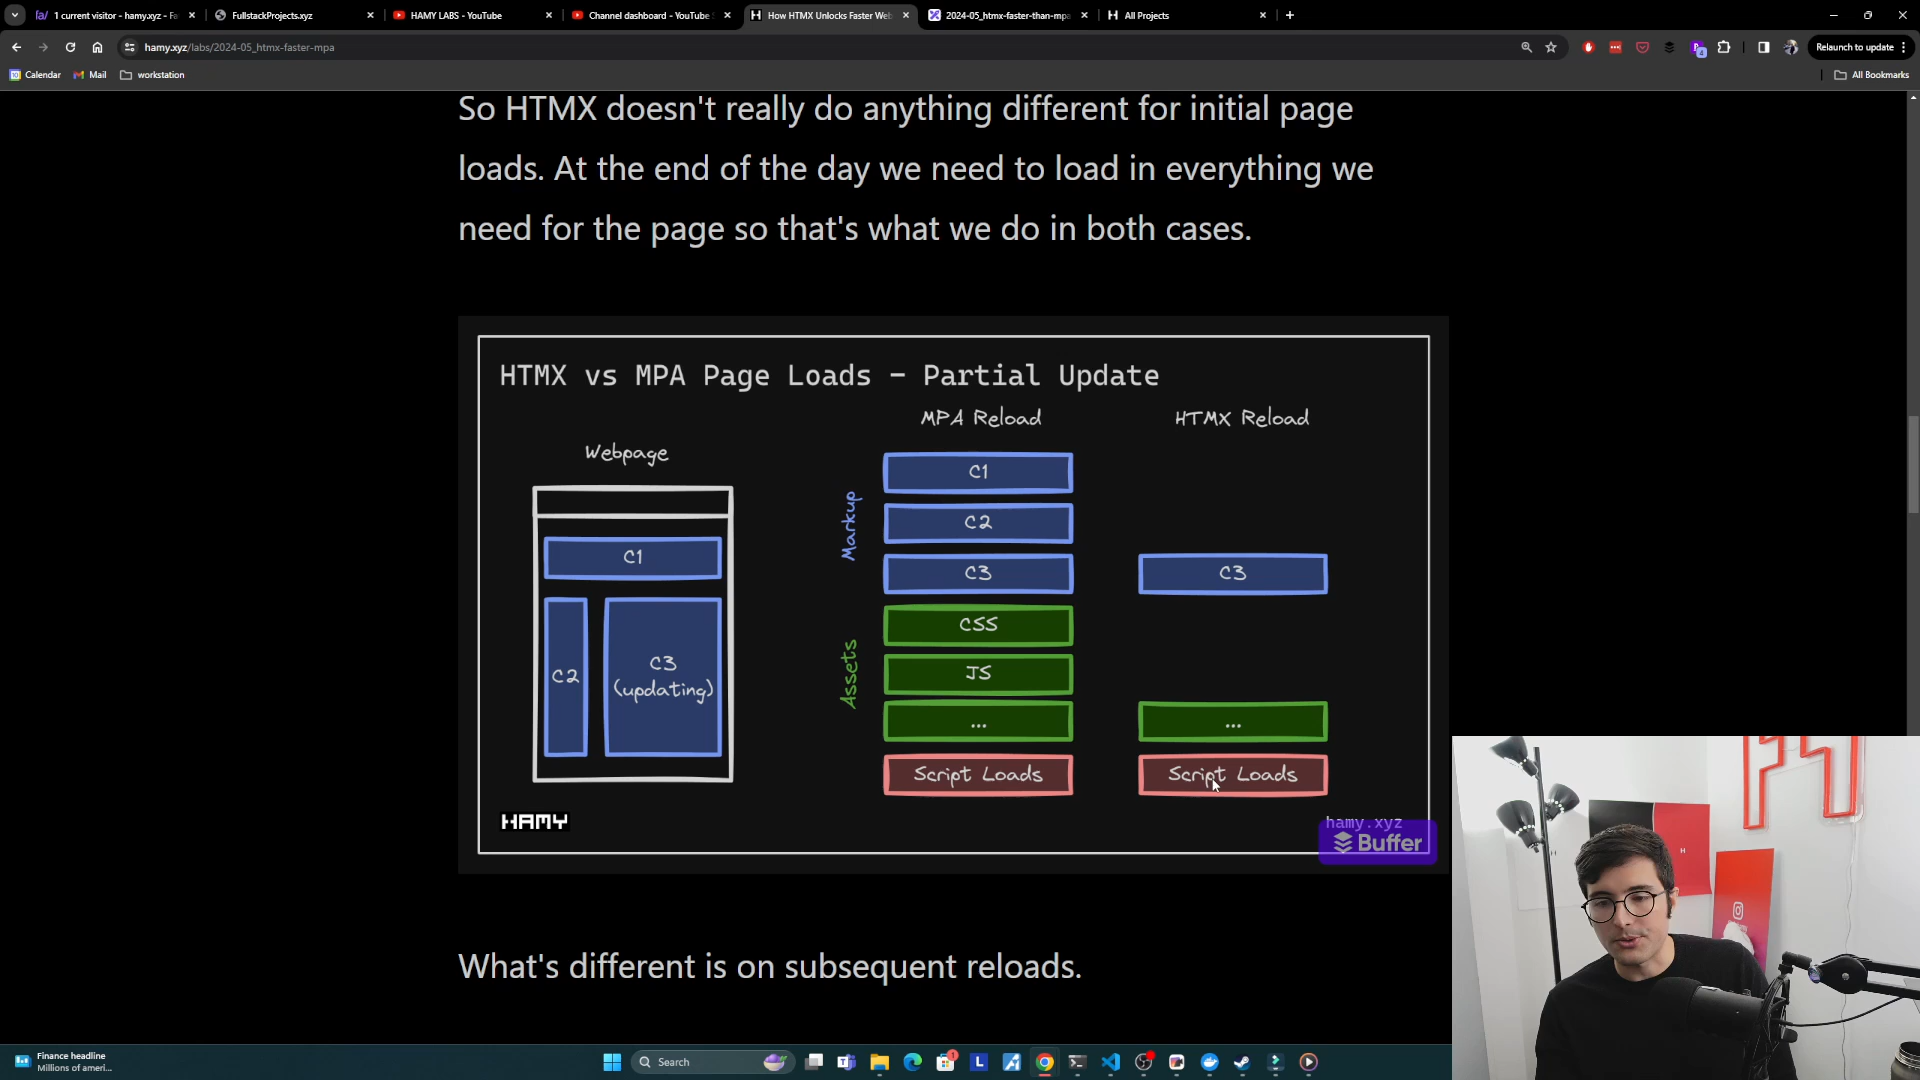 1 current visitor - hamy.xyz - Fa
FullstackProjects.xyz
HAMY LABS - YouTube
Channel dashboard - YouTube
How HTMX Unlocks Faster Web
2024-05_htmx-faster-than-mpa
All Projects
hamy.xyz/labs/2024-05_htmx-faster-mpa
Relaunch to update
Calendar
Mail
workstation
All Bookmarks
So HTMX doesn't really do anything different for initial page
loads. At the end of the day we need to load in everything we
need for the page so that's what we do in both cases.
HTMX vs MPA Page Loads – Partial Update
MPA Reload
HTMX Reload
Webpage
C1
C2
C3
(updating)
Markup
Assets
C1
C2
C3
CSS
JS
...
Script Loads
C3
...
Script Loads
HAMY
hamy.xyz
Buffer
What's different is on subsequent reloads.
Finance headline
Millions of ameri...
Search